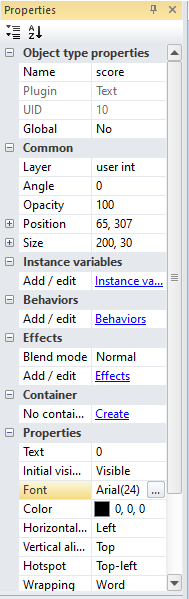 Properties
Object type properties
Name score
Plugin Text
UID 10
Global No
Common
Layer user int
Angle 0
Opacity 100
Position 65, 307
Size 200, 30
Instance variables
Add / edit Instance va...
Behaviors
Add / edit Behaviors
Effects
Blend mode Normal
Add / edit Effects
Container
No contai... Create
Properties
Text 0
Initial visi... Visible
Font Arial(24) ...
Color 0, 0, 0
Horizontal... Left
Vertical ali... Top
Hotspot Top-left
Wrapping Word